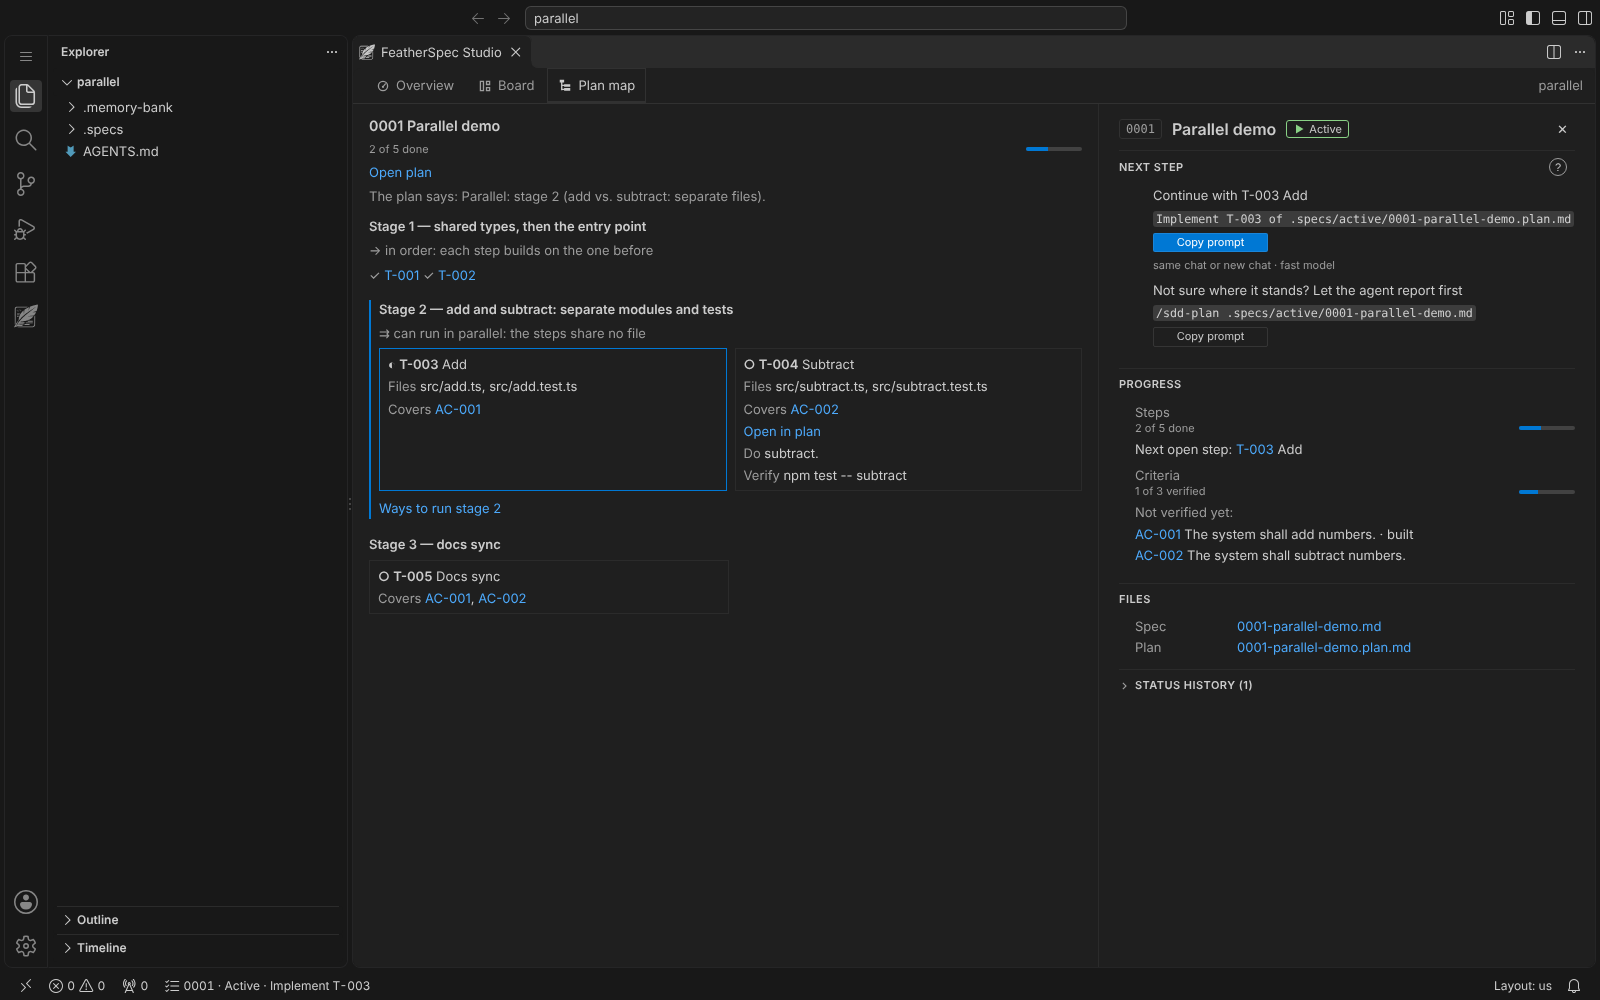 parallel
Explorer
parallel
.memory-bank
.specs
AGENTS.md
Outline
Timeline
FeatherSpec Studio
Overview
Board
Plan map
parallel
0001 Parallel demo
2 of 5 done
Open plan
The plan says: Parallel: stage 2 (add vs. subtract: separate files).
Stage 1 — shared types, then the entry point
→ in order: each step builds on the one before
✓ T-001 ✓ T-002
Stage 2 — add and subtract: separate modules and tests
⇉ can run in parallel: the steps share no file
T-003 Add
Files src/add.ts, src/add.test.ts
Covers AC-001
T-004 Subtract
Files src/subtract.ts, src/subtract.test.ts
Covers AC-002
Open in plan
Do subtract.
Verify npm test -- subtract
Ways to run stage 2
Stage 3 — docs sync
T-005 Docs sync
Covers AC-001, AC-002
0001 Parallel demo Active
NEXT STEP
?
Continue with T-003 Add
Implement T-003 of .specs/active/0001-parallel-demo.plan.md
Copy prompt
same chat or new chat · fast model
Not sure where it stands? Let the agent report first
/sdd-plan .specs/active/0001-parallel-demo.md
Copy prompt
PROGRESS
Steps
2 of 5 done
Next open step: T-003 Add
Criteria
1 of 3 verified
Not verified yet:
AC-001 The system shall add numbers. · built
AC-002 The system shall subtract numbers.
FILES
Spec 0001-parallel-demo.md
Plan 0001-parallel-demo.plan.md
STATUS HISTORY (1)
0 0 0 0001 · Active · Implement T-003
Layout: us